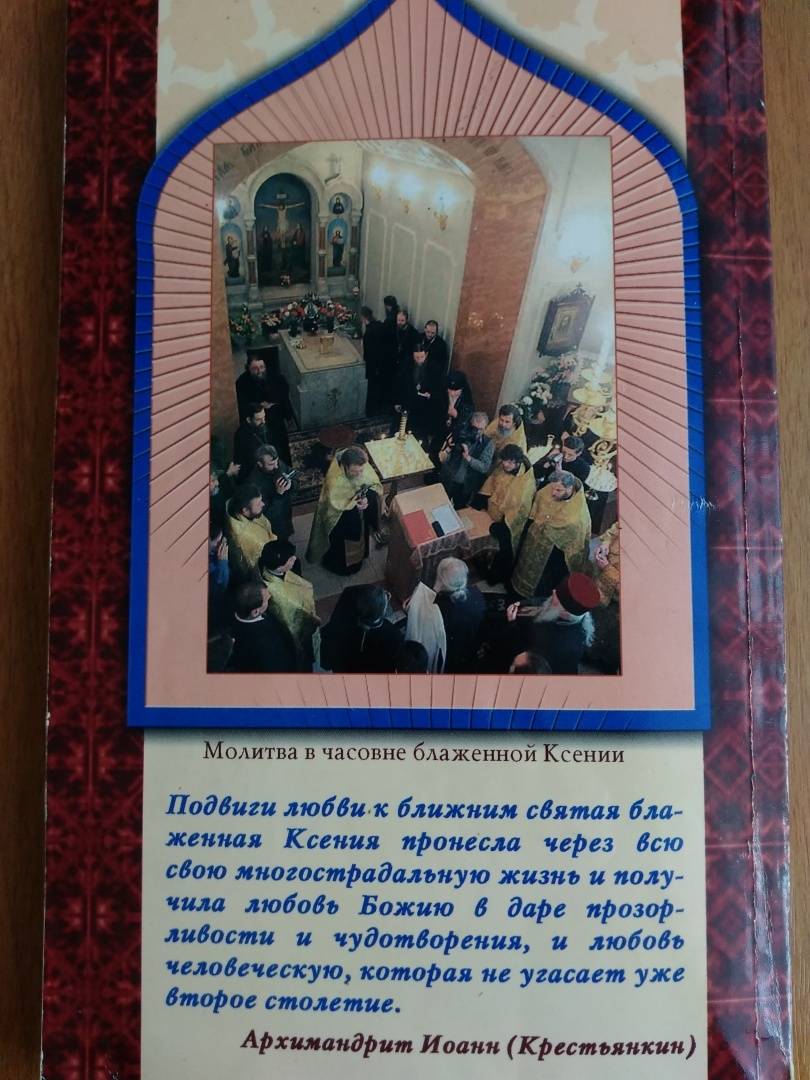 Молитва в часовне блаженной Ксении
Подвиги любви к ближним святая бла-
женная Ксения пронесла через всю
свою многострадальную жизнь и полу-
чила любовь Божию в даре прозор-
ливости и чудотворения, и любовь
человеческую, которая не угасает уже
второе столетие.
Архимандрит Иоанн (Крестьянкин)